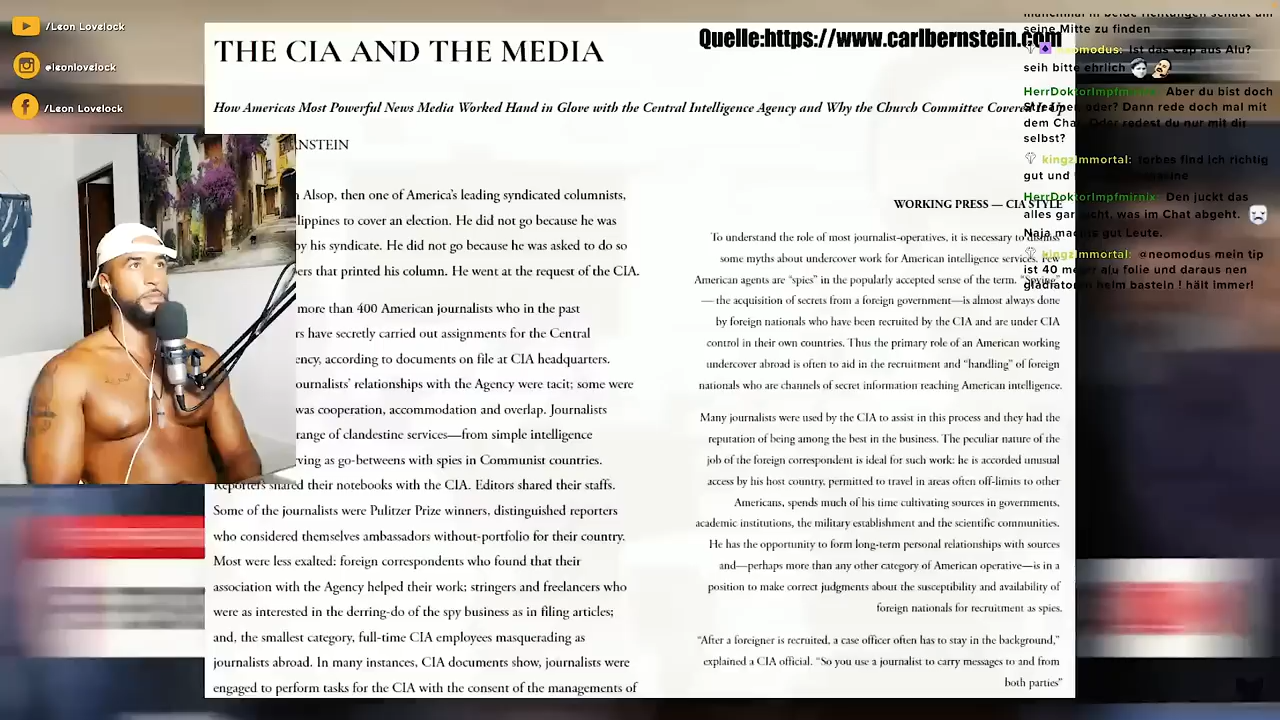 /Leon Lovelock
@leonlovelock
/Leon Lovelock
THE CIA AND THE MEDIA
Quelle:https://www.carlbernstein.com
How Americas Most Powerful News Media Worked Hand in Glove with the Central Intelligence Agency and Why the Church Committee Covered It Up
NSTEIN
Alsop, then one of America's leading syndicated columnists,
lippines to cover an election. He did not go because he was
by his syndicate. He did not go because he was asked to do so
ers that printed his column. He went at the request of the CIA.
more than 400 American journalists who in the past
rs have secretly carried out assignments for the Central
ency, according to documents on file at CIA headquarters.
ournalists' relationships with the Agency were tacit; some were
was cooperation, accommodation and overlap. Journalists
range of clandestine services—from simple intelligence
ving as go-betweens with spies in Communist countries.
Reporters shared their notebooks with the CIA. Editors shared their staffs.
Some of the journalists were Pulitzer Prize winners, distinguished reporters
who considered themselves ambassadors without-portfolio for their country.
Most were less exalted: foreign correspondents who found that their
association with the Agency helped their work; stringers and freelancers who
were as interested in the derring-do of the spy business as in filing articles;
and, the smallest category, full-time CIA employees masquerading as
journalists abroad. In many instances, CIA documents show, journalists were
engaged to perform tasks for the CIA with the consent of the managements of
WORKING PRESS — CIA STYLE
To understand the role of most journalist-operatives, it is necessary to dismiss
some myths about undercover work for American intelligence services. Few
American agents are “spies” in the popularly accepted sense of the term. “Spying”
— the acquisition of secrets from a foreign government—is almost always done
by foreign nationals who have been recruited by the CIA and are under CIA
control in their own countries. Thus the primary role of an American working
undercover abroad is often to aid in the recruitment and “handling” of foreign
nationals who are channels of secret information reaching American intelligence.
Many journalists were used by the CIA to assist in this process and they had the
reputation of being among the best in the business. The peculiar nature of the
job of the foreign correspondent is ideal for such work: he is accorded unusual
access by his host country, permitted to travel in areas often off-limits to other
Americans, spends much of his time cultivating sources in governments,
academic institutions, the military establishment and the scientific communities.
He has the opportunity to form long-term personal relationships with sources
and—perhaps more than any other category of American operative—is in a
position to make correct judgments about the susceptibility and availability of
foreign nationals for recruitment as spies.
“After a foreigner is recruited, a case officer often has to stay in the background,”
explained a CIA official. “So you use a journalist to carry messages to and from
both parties”
manchmal in beide richtungen schaut um
seine Mitte zu finden
neomodus: Ist das Cap aus Alu?
seih bitte ehrlich
HerrDoktorImpfmirnix: Aber du bist doch
Streamer, oder? Dann rede doch mal mit
dem Chat. Oder redest du nur mit dir
selbst?
kingzimmortal: forbes find ich richtig
gut und
HerrDoktorImpfmirnix: Den juckt das
alles gar nicht, was im Chat abgeht.
Naja machts gut Leute.
kingzimmortal: @neomodus mein tip
ist 40 meter alu folie und daraus nen
gladiatoren helm basteln ! hält immer!